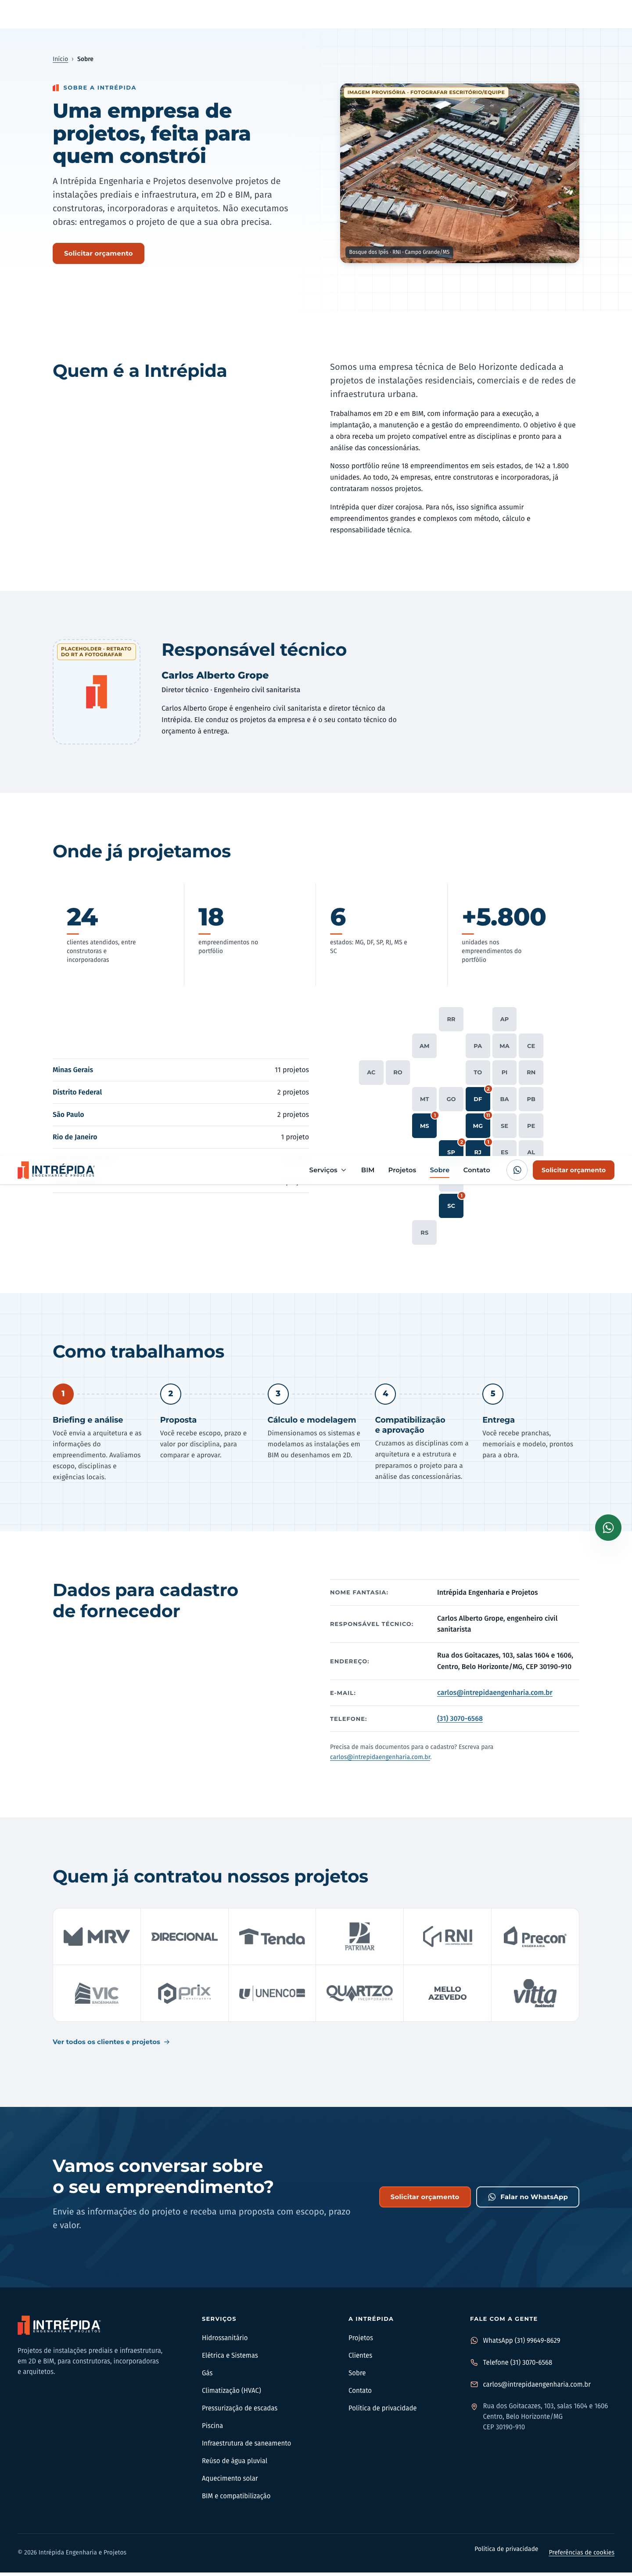 Início › Sobre
SOBRE A INTRÉPIDA
Uma empresa de
projetos, feita para
quem constrói
A Intrépida Engenharia e Projetos desenvolve projetos de
instalações prediais e infraestrutura, em 2D e BIM, para
construtoras, incorporadoras e arquitetos. Não executamos
obras: entregamos o projeto de que a sua obra precisa.
Solicitar orçamento
IMAGEM PROVISÓRIA · FOTOGRAFAR ESCRITÓRIO/EQUIPE
Bosque dos Ipês · RNI · Campo Grande/MS
Quem é a Intrépida
Somos uma empresa técnica de Belo Horizonte dedicada a
projetos de instalações residenciais, comerciais e de redes de
infraestrutura urbana.
Trabalhamos em 2D e em BIM, com informação para a execução, a
implantação, a manutenção e a gestão do empreendimento. O objetivo é que
a obra receba um projeto compatível entre as disciplinas e pronto para a
análise das concessionárias.
Nosso portfólio reúne 18 empreendimentos em seis estados, de 142 a 1.800
unidades. Ao todo, 24 empresas, entre construtoras e incorporadoras, já
contrataram nossos projetos.
Intrépida quer dizer corajosa. Para nós, isso significa assumir
empreendimentos grandes e complexos com método, cálculo e
responsabilidade técnica.
PLACEHOLDER · RETRATO
DO RT A FOTOGRAFAR
Responsável técnico
Carlos Alberto Grope
Diretor técnico · Engenheiro civil sanitarista
Carlos Alberto Grope é engenheiro civil sanitarista e diretor técnico da
Intrépida. Ele conduz os projetos da empresa e é o seu contato técnico do
orçamento à entrega.
Onde já projetamos
24
clientes atendidos, entre
construtoras e
incorporadoras
18
empreendimentos no
portfólio
6
estados: MG, DF, SP, RJ, MS e
SC
+5.800
unidades nos
empreendimentos do
portfólio
Minas Gerais 11 projetos
Distrito Federal 2 projetos
São Paulo 2 projetos
Rio de Janeiro 1 projeto
RR AP
AM PA MA CE
AC RO TO PI RN
MT GO DF 2 BA PB
MS 1 MG 11 SE PE
SP 2 RJ 1 ES AL
INTRÉPIDA
ENGENHARIA E PROJETOS
Serviços BIM Projetos Sobre Contato Solicitar orçamento
SC 1
RS
Como trabalhamos
1
Briefing e análise
Você envia a arquitetura e as
informações do
empreendimento. Avaliamos
escopo, disciplinas e
exigências locais.
2
Proposta
Você recebe escopo, prazo e
valor por disciplina, para
comparar e aprovar.
3
Cálculo e modelagem
Dimensionamos os sistemas e
modelamos as instalações em
BIM ou desenhamos em 2D.
4
Compatibilização
e aprovação
Cruzamos as disciplinas com a
arquitetura e a estrutura e
preparamos o projeto para a
análise das concessionárias.
5
Entrega
Você recebe pranchas,
memoriais e modelo, prontos
para a obra.
Dados para cadastro
de fornecedor
NOME FANTASIA: Intrépida Engenharia e Projetos
RESPONSÁVEL TÉCNICO: Carlos Alberto Grope, engenheiro civil
sanitarista
ENDEREÇO: Rua dos Goitacazes, 103, salas 1604 e 1606,
Centro, Belo Horizonte/MG, CEP 30190-910
E-MAIL: carlos@intrepidaengenharia.com.br
TELEFONE: (31) 3070-6568
Precisa de mais documentos para o cadastro? Escreva para
carlos@intrepidaengenharia.com.br.
Quem já contratou nossos projetos
MRV DIRECIONAL Tenda PATRIMAR RNI Precon
VIC prix UNENCO QUARTZO MELLO
AZEVEDO vitta
Ver todos os clientes e projetos →
Vamos conversar sobre
o seu empreendimento?
Envie as informações do projeto e receba uma proposta com escopo, prazo
e valor.
Solicitar orçamento Falar no WhatsApp
INTRÉPIDA
ENGENHARIA E PROJETOS
Projetos de instalações prediais e infraestrutura,
em 2D e BIM, para construtoras, incorporadoras
e arquitetos.
SERVIÇOS
Hidrossanitário
Elétrica e Sistemas
Gás
Climatização (HVAC)
Pressurização de escadas
Piscina
Infraestrutura de saneamento
Reúso de água pluvial
Aquecimento solar
BIM e compatibilização
A INTRÉPIDA
Projetos
Clientes
Sobre
Contato
Política de privacidade
FALE COM A GENTE
WhatsApp (31) 99649-8629
Telefone (31) 3070-6568
carlos@intrepidaengenharia.com.br
Rua dos Goitacazes, 103, salas 1604 e 1606
Centro, Belo Horizonte/MG
CEP 30190-910
© 2026 Intrépida Engenharia e Projetos
Política de privacidade Preferências de cookies